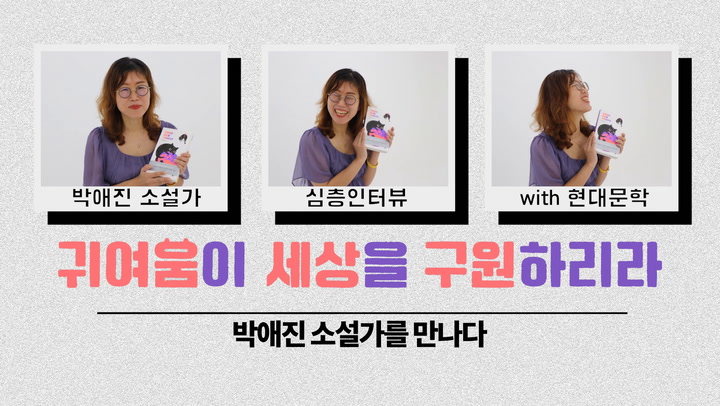 박애진 소설가
심층인터뷰
with 현대문학
귀여움이 세상을 구원하리라
박애진 소설가를 만나다